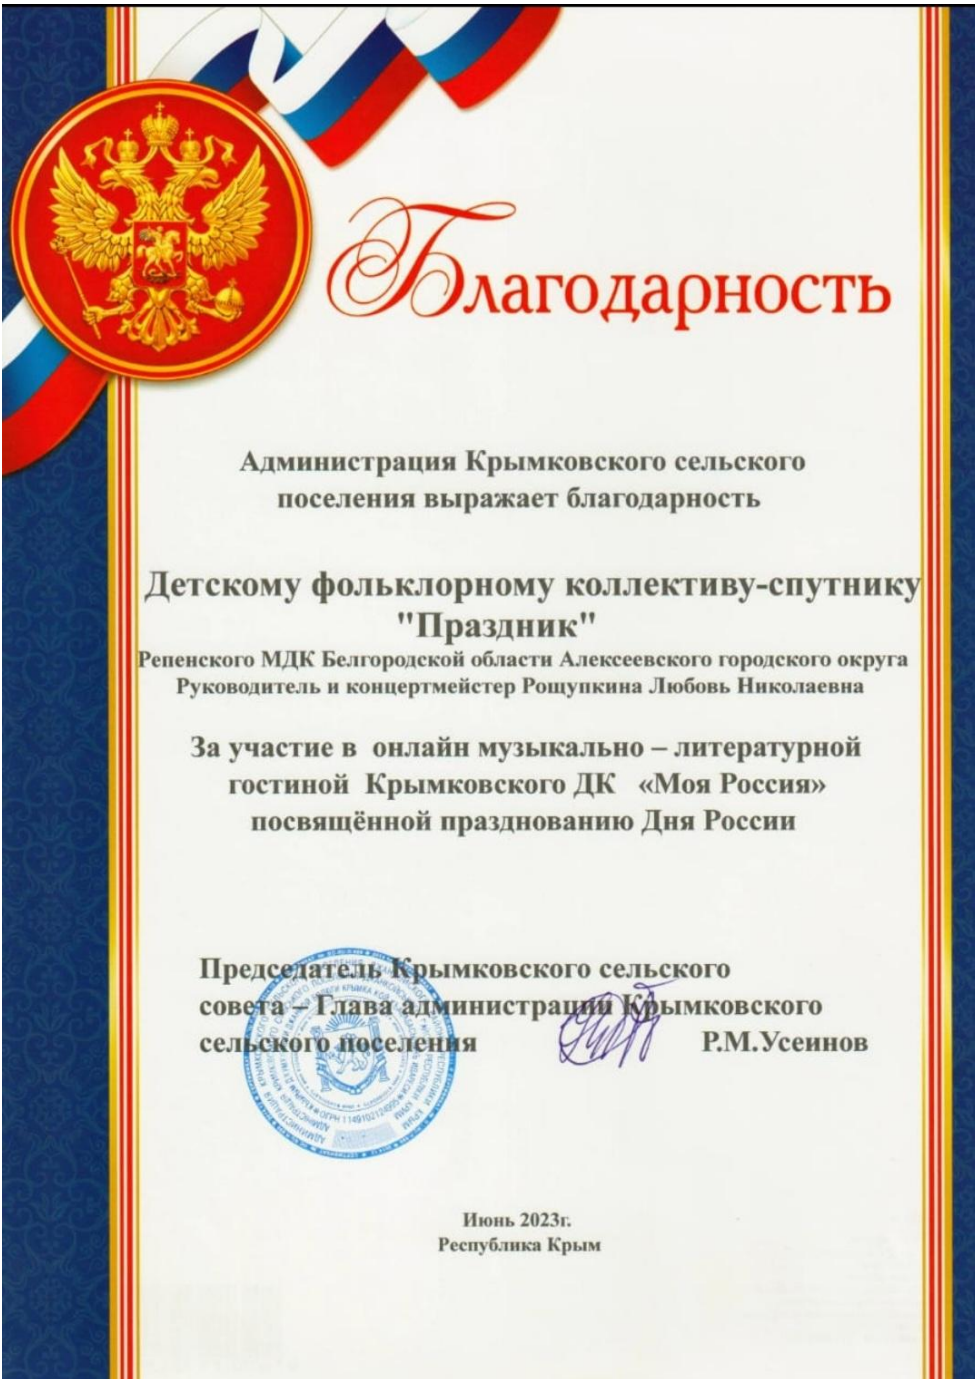 Благодарность
Администрация Крымковского сельского
поселения выражает благодарность
Детскому фольклорному коллективу-спутнику
"Праздник"
Репенского МДК Белгородской области Алексеевского городского округа
Руководитель и концертмейстер Рощупкина Любовь Николаевна
За участие в онлайн музыкально – литературной
гостиной Крымковского ДК «Моя Россия»
посвящённой празднованию Дня России
Председатель Крымковского сельского
совета – Глава администрации Крымковского
сельского поселения Р.М.Усеинов
Июнь 2023г.
Республика Крым